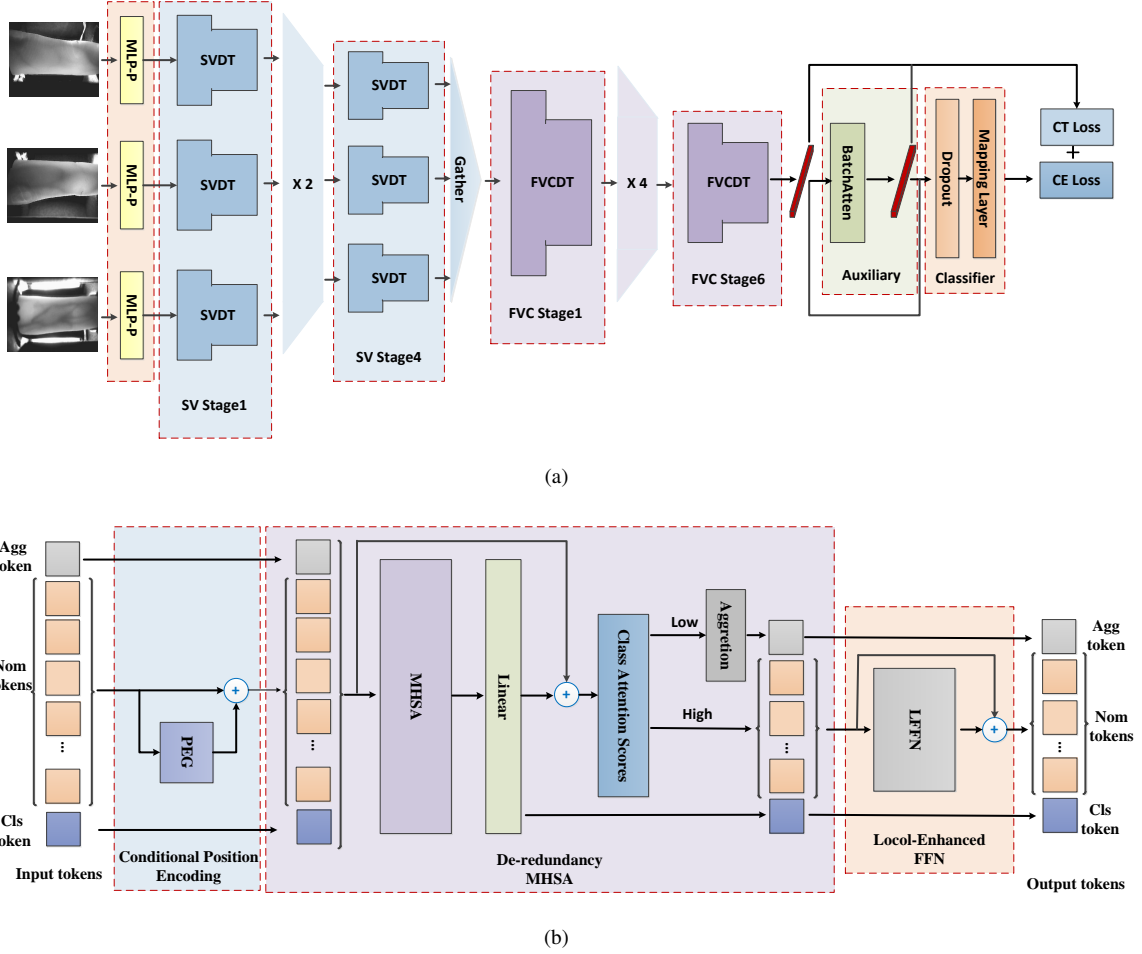 MLP-P
SVDT
SVDT
MLP-P
SVDT
X 2
SVDT
Gather
FVCDT
X 4
FVCDT
BatchAtten
Dropout
Mapping Layer
CT Loss
+
CE Loss
MLP-P
SVDT
SVDT
Auxiliary
Classifier
FVC Stage6
FVC Stage1
SV Stage4
SV Stage1
(a)
Agg
token
Nom
tokens
...
Cls
token
Input tokens
PEG
+
Conditional Position
Encoding
...
MHSA
Linear
+
Class Attention Scores
Low
High
Aggretion
...
De-redundancy
MHSA
LFFN
+
Locol-Enhanced
FFN
Agg
token
Nom
tokens
...
Cls
token
Output tokens
(b)